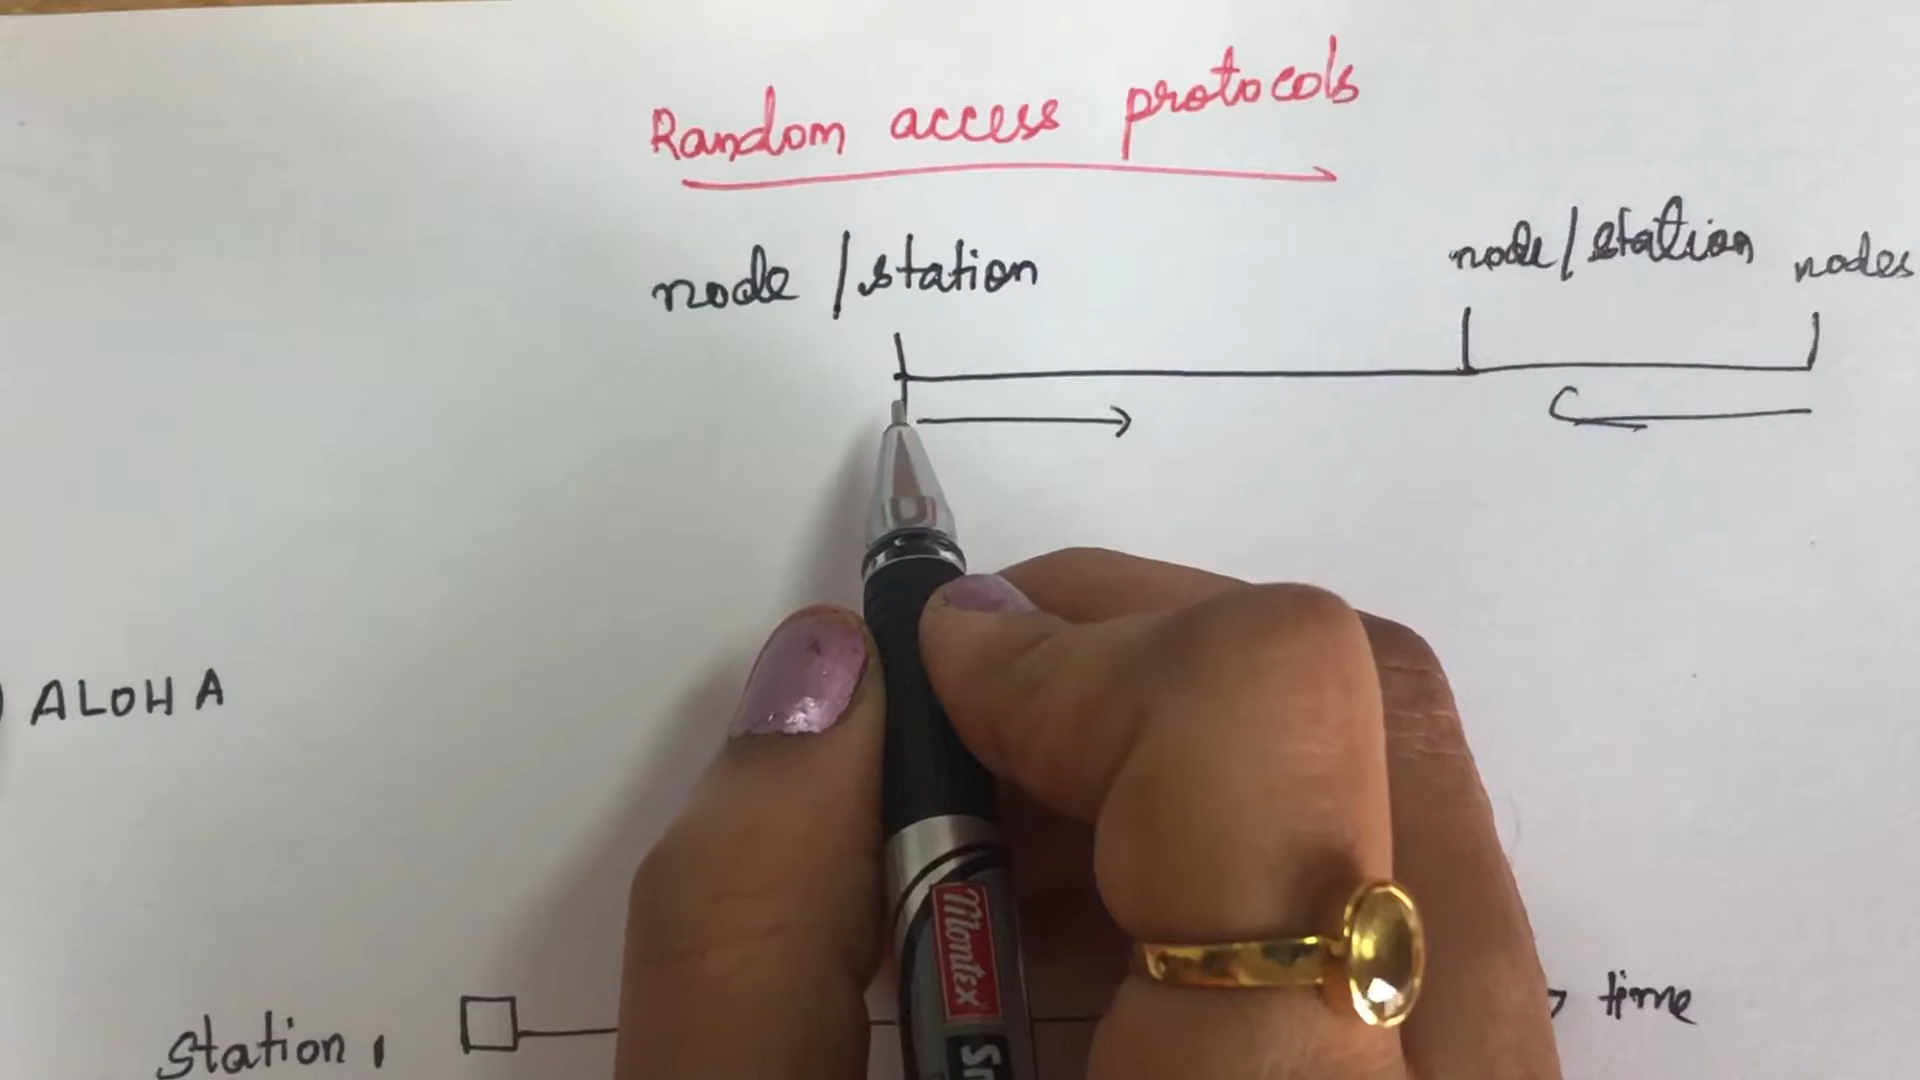 Random access protocols
node / station node / station nodes
) ALOHA
Montex
station 1 time